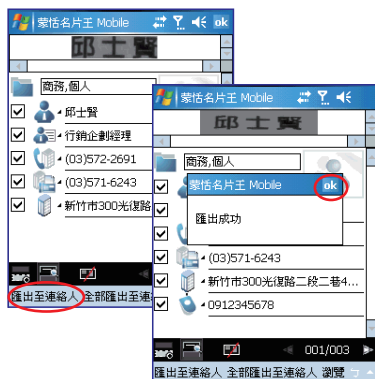 蒙恬名片王 Mobile ok
邱士賢
商務,個人
邱士賢
行銷企劃經理
(03)572-2691
(03)571-6243
新竹市300光復路
匯出至連絡人 全部匯出至連
蒙恬名片王 Mobile
邱士賢
商務,個人
蒙恬名片王 Mobile ok
匯出成功
(03)571-6243
新竹市300光復路二段二巷4...
0912345678
001/003
匯出至連絡人 全部匯出至連絡人 瀏覽